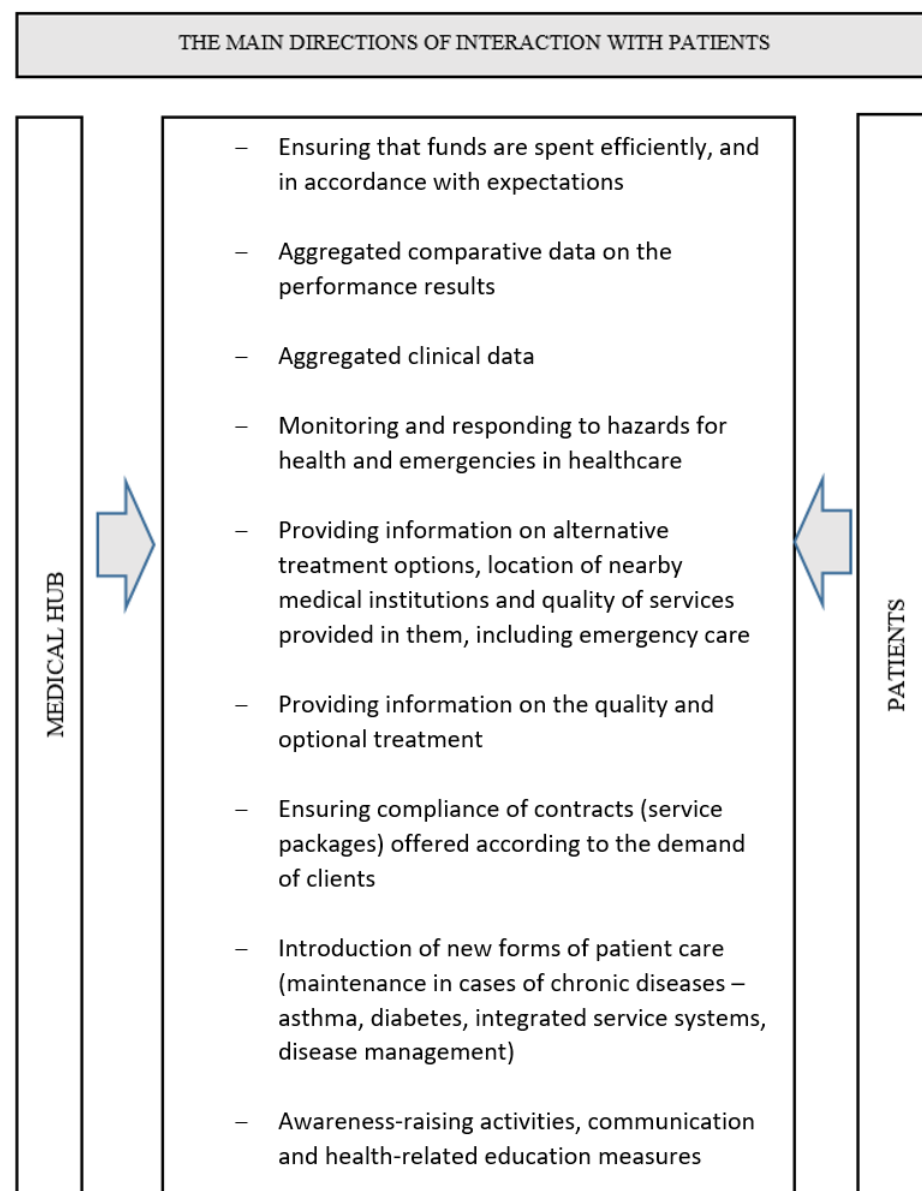 THE MAIN DIRECTIONS OF INTERACTION WITH PATIENTS
MEDICAL HUB
– Ensuring that funds are spent efficiently, and
in accordance with expectations
– Aggregated comparative data on the
performance results
– Aggregated clinical data
– Monitoring and responding to hazards for
health and emergencies in healthcare
– Providing information on alternative
treatment options, location of nearby
medical institutions and quality of services
provided in them, including emergency care
– Providing information on the quality and
optional treatment
– Ensuring compliance of contracts (service
packages) offered according to the demand
of clients
– Introduction of new forms of patient care
(maintenance in cases of chronic diseases –
asthma, diabetes, integrated service systems,
disease management)
– Awareness-raising activities, communication
and health-related education measures
PATIENTS